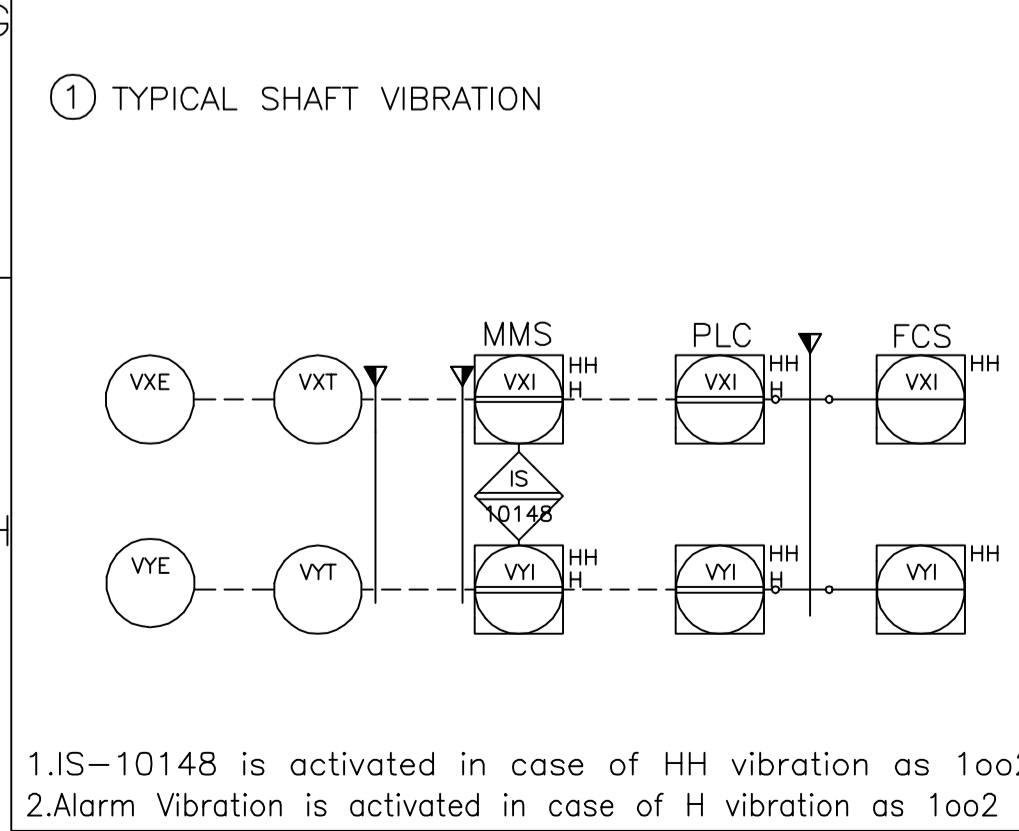 G
1 TYPICAL SHAFT VIBRATION
MMS PLC FCS
VXE VXT VXI HH H VXI HH H VXI HH
IS
10148
H
VYE VYT VYI HH H VYI HH H VYI HH
1.IS-10148 is activated in case of HH vibration as 1oo2
2.Alarm Vibration is activated in case of H vibration as 1oo2